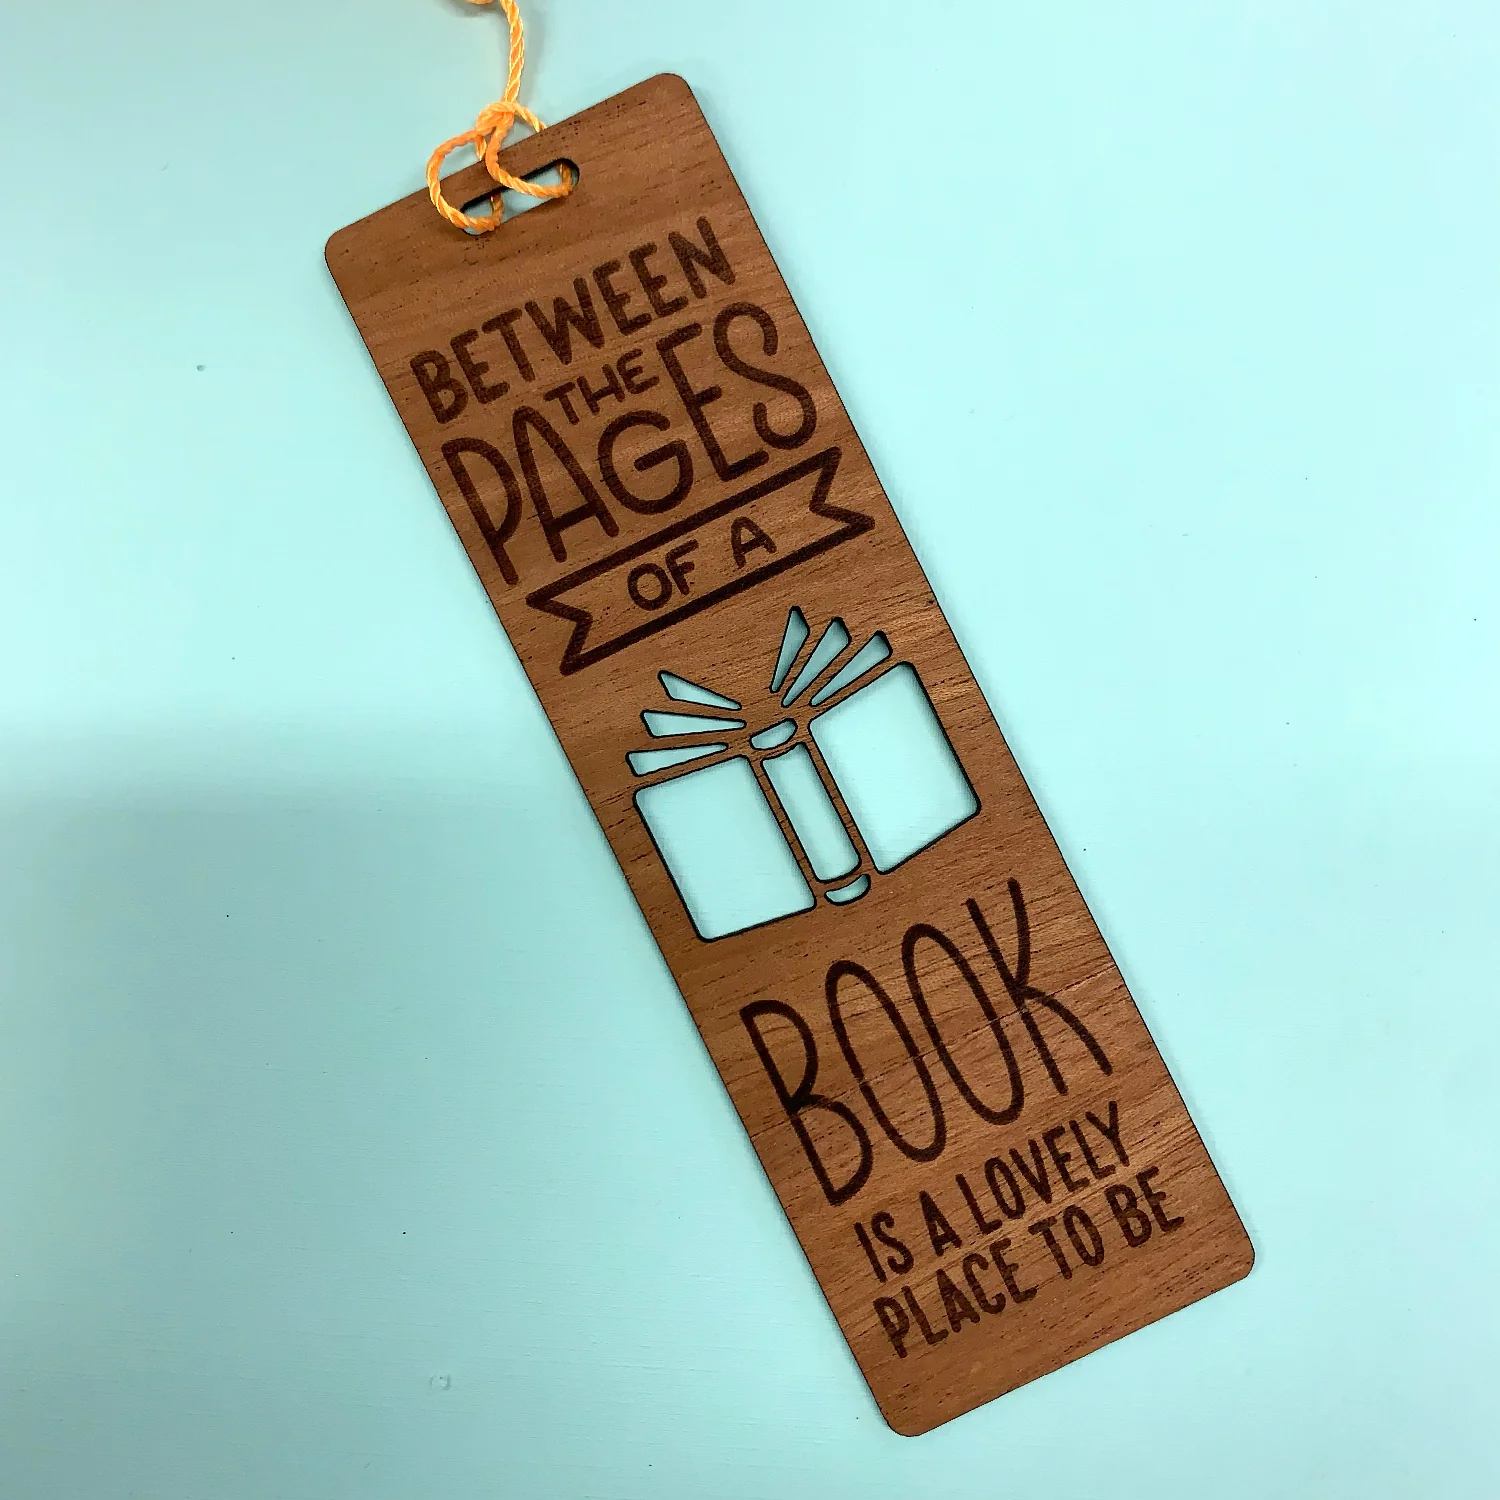 BETWEEN
THE
PAGES
OF A
BOOK
IS A LOVELY
PLACE TO BE